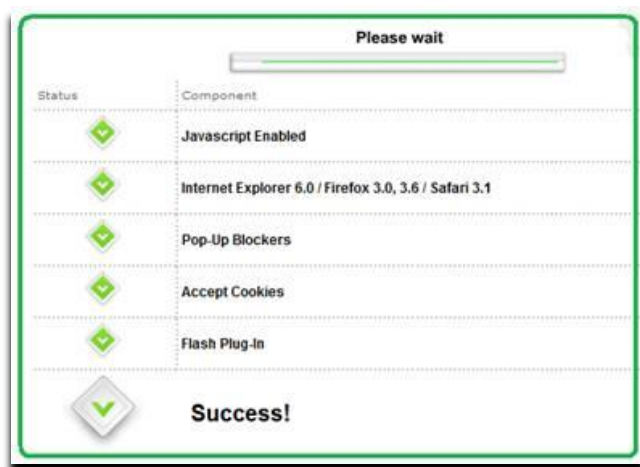 Please wait
Status Component
Javascript Enabled
Internet Explorer 6.0 / Firefox 3.0, 3.6 / Safari 3.1
Pop-Up Blockers
Accept Cookies
Flash Plug-In
Success!